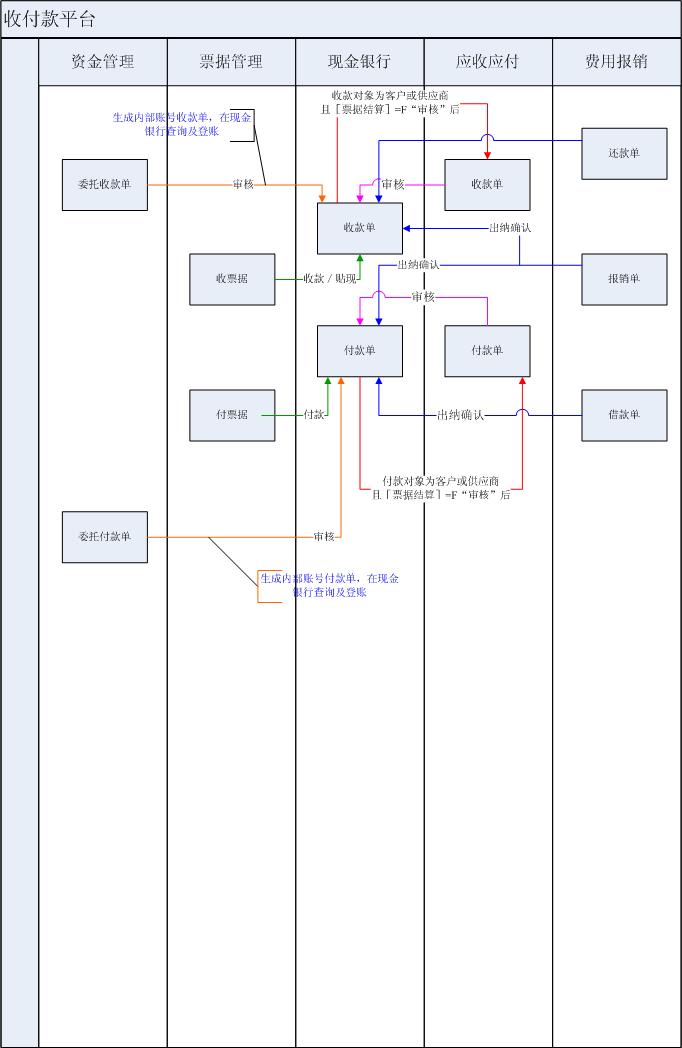 收付款平台
资金管理
票据管理
现金银行
应收应付
费用报销
收款对象为客户或供应商
且［票据结算］=F“审核”后
生成内部账号收款单，在现金
银行查询及登账
还款单
委托收款单
审核
审核
收款单
收款单
出纳确认
出纳确认
收票据
收款／贴现
报销单
审核
付款单
付款单
付票据
付款
出纳确认
借款单
付款对象为客户或供应商
且［票据结算］=F“审核”后
委托付款单
审核
生成内部账号付款单，在现金
银行查询及登账